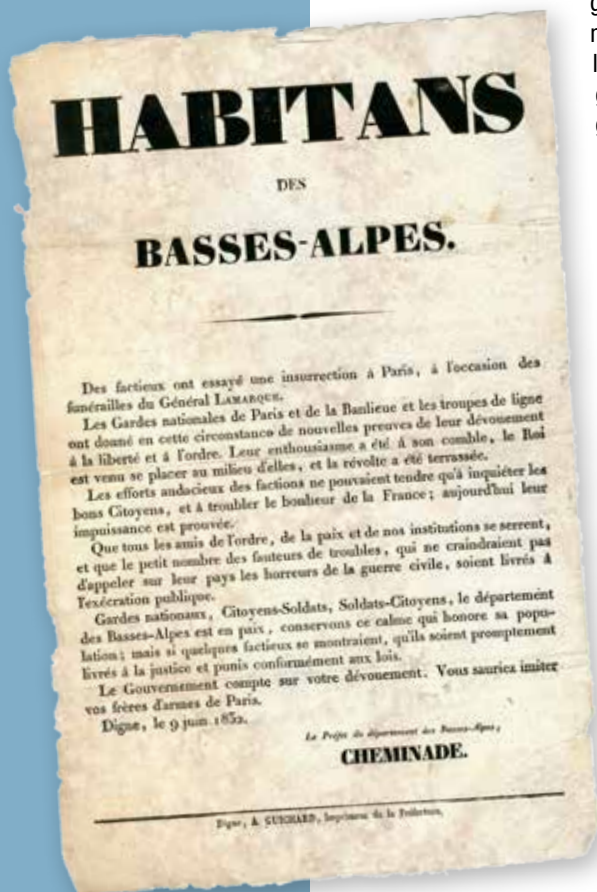 HABITANS
DES
BASSES-ALPES.
Des factieux ont essayé une insurrection à Paris, à l'occasion des
funérailles du Général LAMARQUE.
Les Gardes nationales de Paris et de la Banlieue et les troupes de ligne
ont donné en cette circonstance de nouvelles preuves de leur dévouement
à la liberté et à l'ordre. Leur enthousiasme a été à son comble, le Roi
est venu se placer au milieu d'elles, et la révolte a été terrassée.
Les efforts audacieux des factions ne pouvaient tendre qu'à inquiéter les
bons Citoyens, et à troubler le bonheur de la France; aujourd'hui leur
impuissance est prouvée.
Que tous les amis de l'ordre, de la paix et de nos institutions se serrent,
et que le petit nombre des fauteurs de troubles, qui ne craindraient pas
d'appeler sur leur pays les horreurs de la guerre civile, soient livrés à
l'exécration publique.
Gardes nationaux, Citoyens-Soldats, Soldats-Citoyens, le département
des Basses-Alpes est en paix, conservons ce calme qui honore sa popu-
lation; mais si quelques factieux se montraient, qu'ils soient promptement
livrés à la justice et punis conformément aux lois.
Le Gouvernement compte sur votre dévouement. Vous saurien imiter
vos frères d'armes de Paris.
Digne, le 9 juin 1832.
Le Préfet du département des Basses-Alpes,
CHEMINADE.
Digne, A. GUICHARD, Imprimeur de la Préfecture.